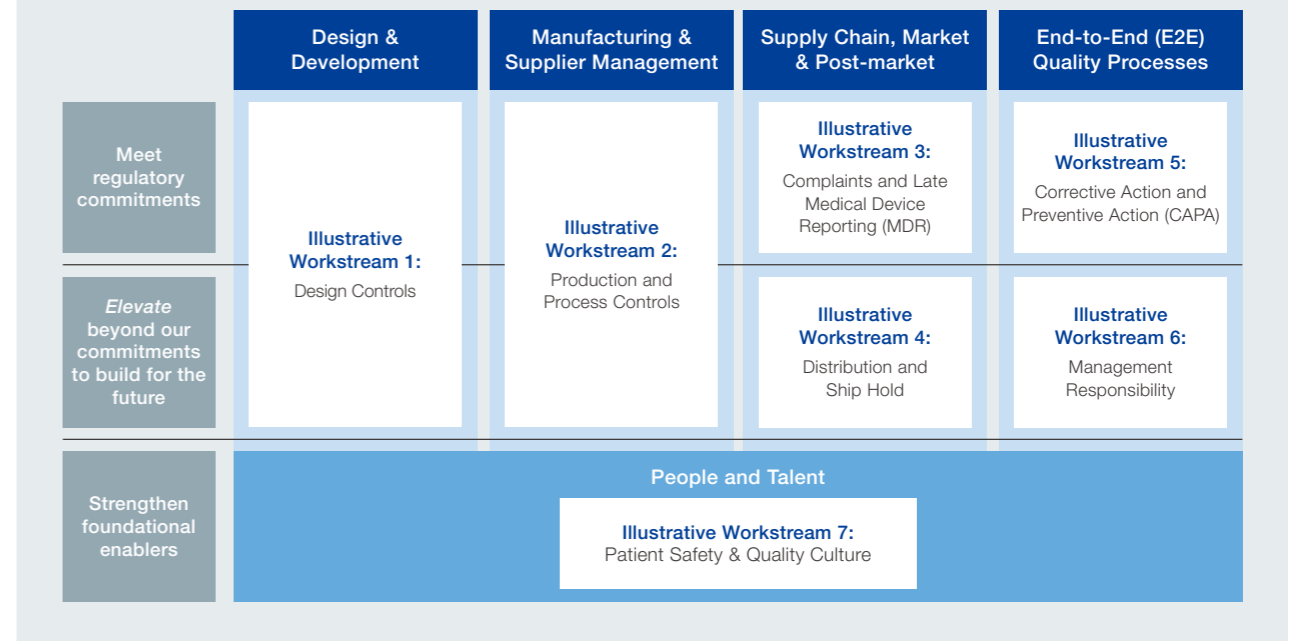 Design &
Development
Manufacturing &
Supplier Management
Supply Chain, Market
& Post-market
End-to-End (E2E)
Quality Processes
Meet
regulatory
commitments
Illustrative
Workstream 1:
Design Controls
Illustrative
Workstream 2:
Production and
Process Controls
Illustrative
Workstream 3:
Complaints and Late
Medical Device
Reporting (MDR)
Illustrative
Workstream 5:
Corrective Action and
Preventive Action (CAPA)
Elevate
beyond our
commitments
to build for the
future
Illustrative
Workstream 4:
Distribution and
Ship Hold
Illustrative
Workstream 6:
Management
Responsibility
Strengthen
foundational
enablers
People and Talent
Illustrative Workstream 7:
Patient Safety & Quality Culture